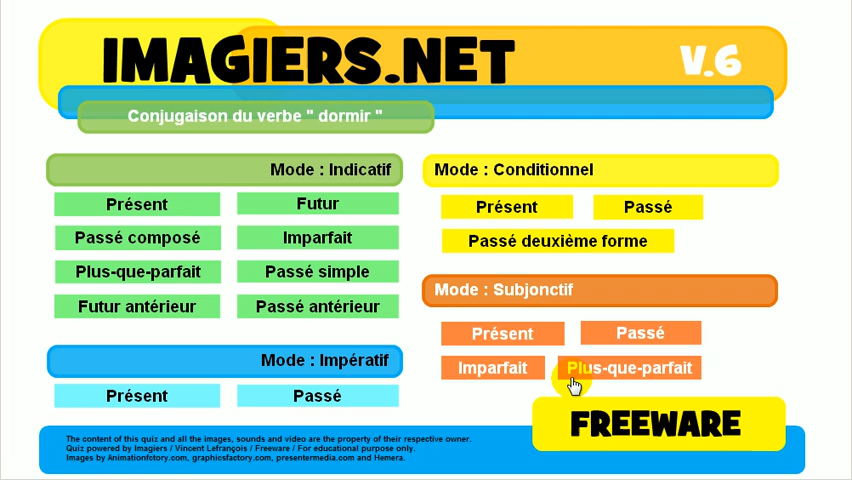 IMAGIERS.NET
V.6
Conjugaison du verbe " dormir "
Mode : Indicatif
Présent
Futur
Passé composé
Imparfait
Plus-que-parfait
Passé simple
Futur antérieur
Passé antérieur
Mode : Impératif
Présent
Passé
Mode : Conditionnel
Présent
Passé
Passé deuxième forme
Mode : Subjonctif
Présent
Passé
Imparfait
Plus-que-parfait
FREEWARE
The content of this quiz and all the images, sounds and video are the property of their respective owner.
Quiz powered by Imagiers / Vincent Lefrançois / Freeware / For educational purpose only.
Images by Animationfctory.com, graphicsfactory.com, presentermedia.com and Hemera.